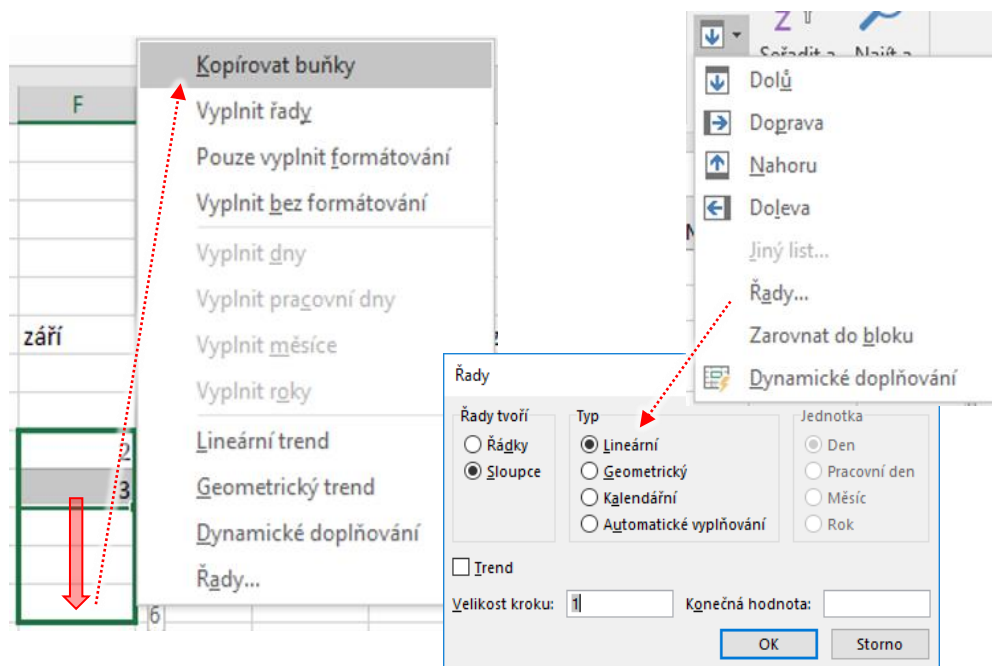 F
září
2
3
6
Kopírovat buňky
Vyplnit řady
Pouze vyplnit formátování
Vyplnit bez formátování
Vyplnit dny
Vyplnit pracovní dny
Vyplnit měsíce
Vyplnit roky
Lineární trend
Geometrický trend
Dynamické doplňování
Řady...
Dolů
Doprava
Nahoru
Doleva
Jiný list...
Řady...
Zarovnat do bloku
Dynamické doplňování
Řady
Řady tvoří
Řádky
Sloupce
Typ
Lineární
Geometrický
Kalendářní
Automatické vyplňování
Jednotka
Den
Pracovní den
Měsíc
Rok
Trend
Velikost kroku: 1 Konečná hodnota:
OK Storno